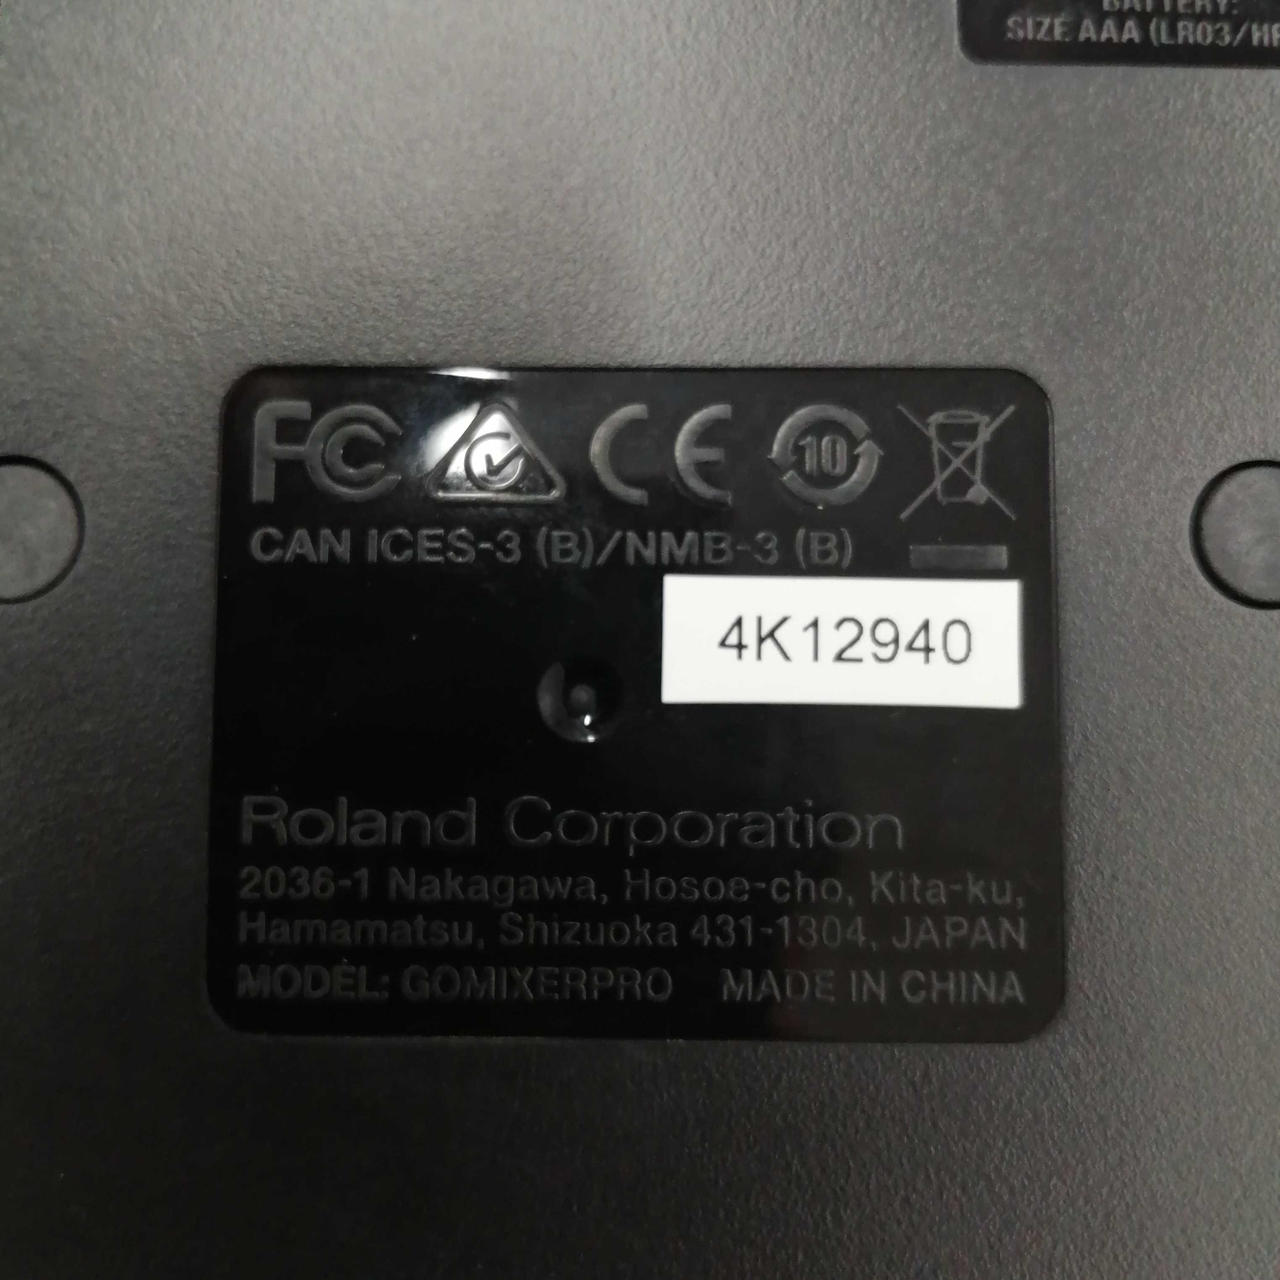 BATTERY:
SIZE AAA (LR03/HR
FC CE 10
CAN ICES-3 (B)/NMB-3 (B)
4K12940
Roland Corporation
2036-1 Nakagawa, Hosoe-cho, Kita-ku,
Hamamatsu, Shizuoka 431-1304, JAPAN
MODEL: GOMIXERPRO MADE IN CHINA